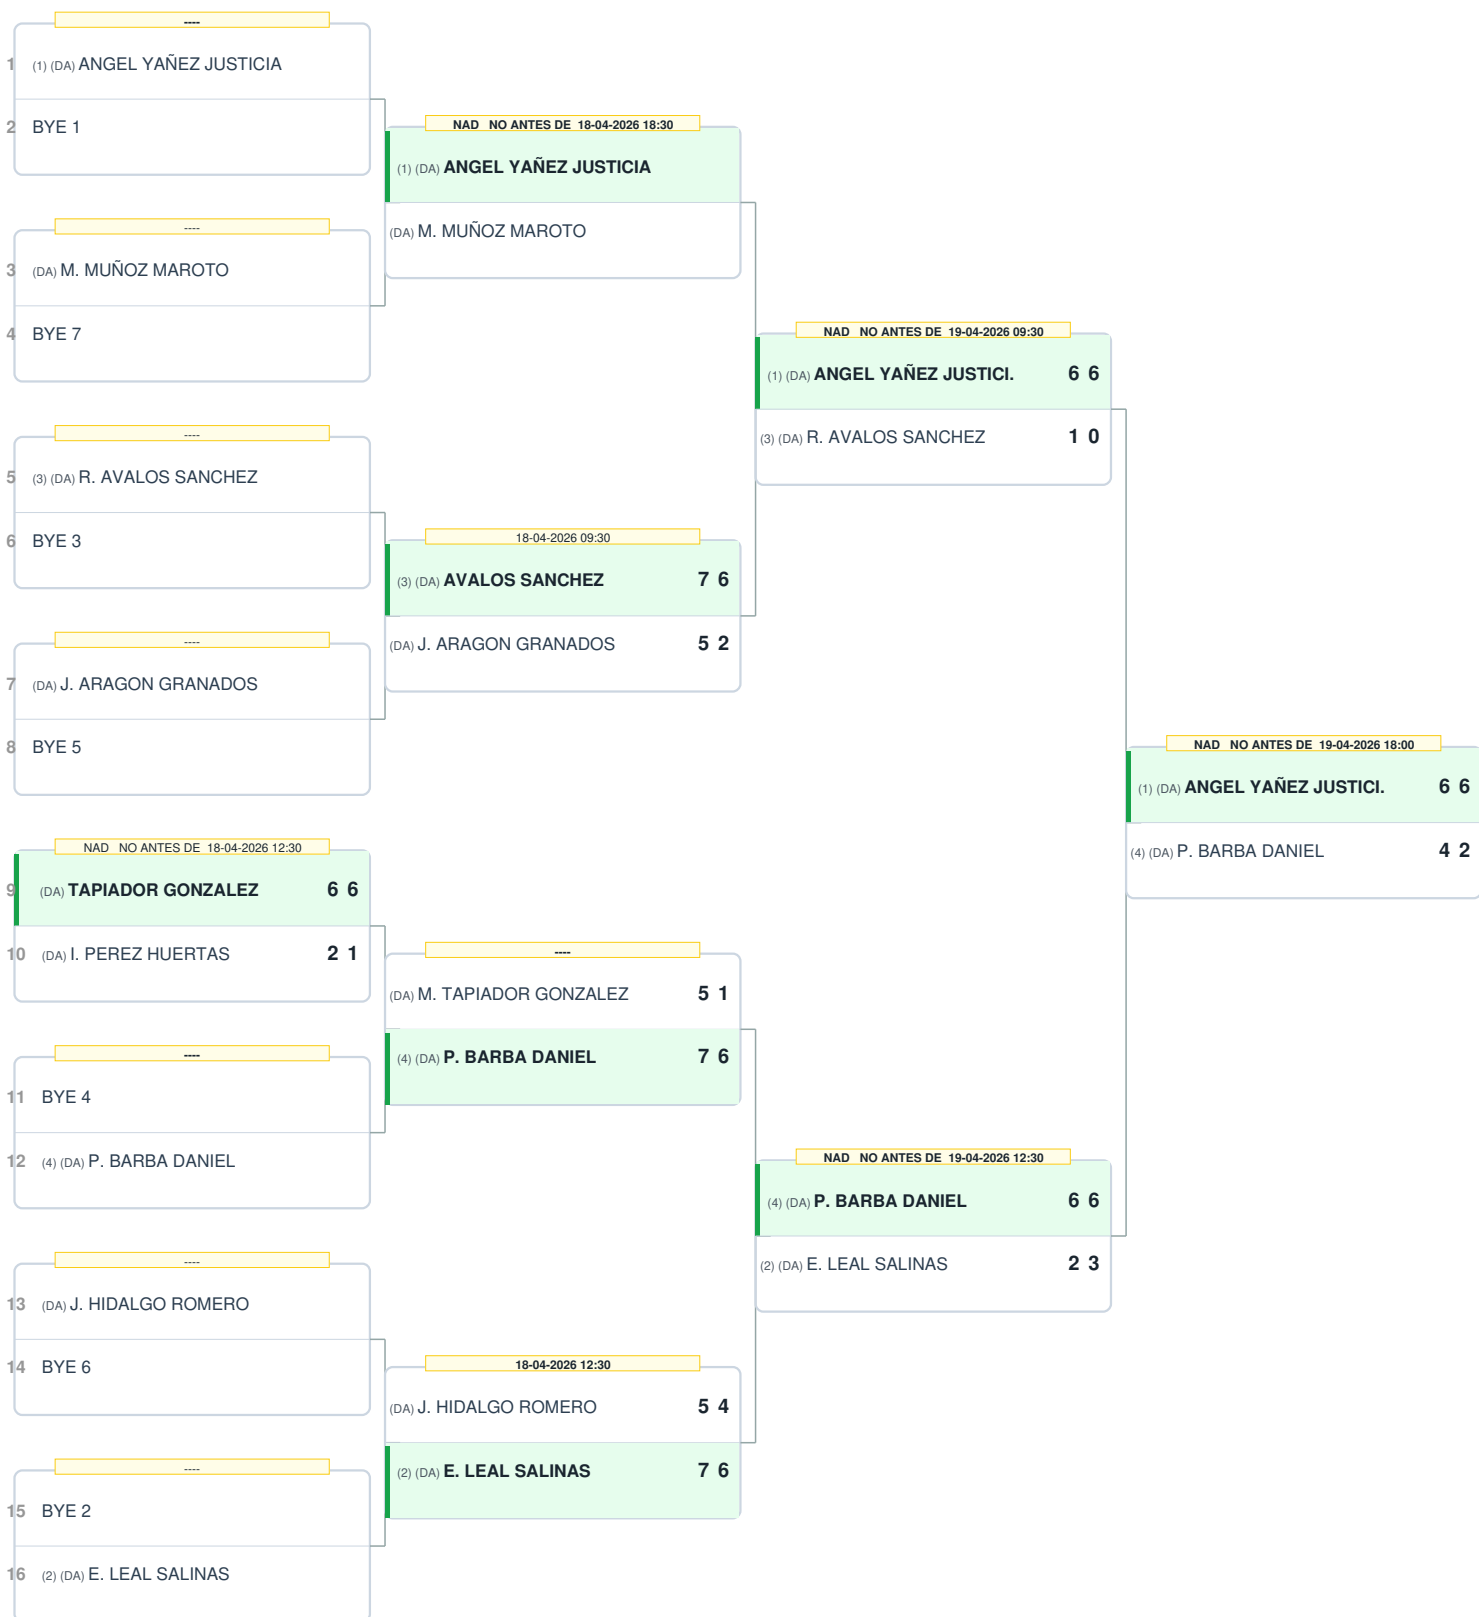 ----
1 (1) (DA) ANGEL YAÑEZ JUSTICIA
2 BYE 1
----
3 (DA) M. MUÑOZ MAROTO
4 BYE 7
----
5 (3) (DA) R. AVALOS SANCHEZ
6 BYE 3
----
7 (DA) J. ARAGON GRANADOS
8 BYE 5
NAD NO ANTES DE 18-04-2026 12:30
9 (DA) TAPIADOR GONZALEZ 6 6
10 (DA) I. PEREZ HUERTAS 2 1
----
11 BYE 4
12 (4) (DA) P. BARBA DANIEL
----
13 (DA) J. HIDALGO ROMERO
14 BYE 6
----
15 BYE 2
16 (2) (DA) E. LEAL SALINAS
NAD NO ANTES DE 18-04-2026 18:30
(1) (DA) ANGEL YAÑEZ JUSTICIA
(DA) M. MUÑOZ MAROTO
18-04-2026 09:30
(3) (DA) AVALOS SANCHEZ 7 6
(DA) J. ARAGON GRANADOS 5 2
----
(DA) M. TAPIADOR GONZALEZ 5 1
(4) (DA) P. BARBA DANIEL 7 6
18-04-2026 12:30
(DA) J. HIDALGO ROMERO 5 4
(2) (DA) E. LEAL SALINAS 7 6
NAD NO ANTES DE 19-04-2026 09:30
(1) (DA) ANGEL YAÑEZ JUSTICI. 6 6
(3) (DA) R. AVALOS SANCHEZ 1 0
NAD NO ANTES DE 19-04-2026 12:30
(4) (DA) P. BARBA DANIEL 6 6
(2) (DA) E. LEAL SALINAS 2 3
NAD NO ANTES DE 19-04-2026 18:00
(1) (DA) ANGEL YAÑEZ JUSTICI. 6 6
(4) (DA) P. BARBA DANIEL 4 2